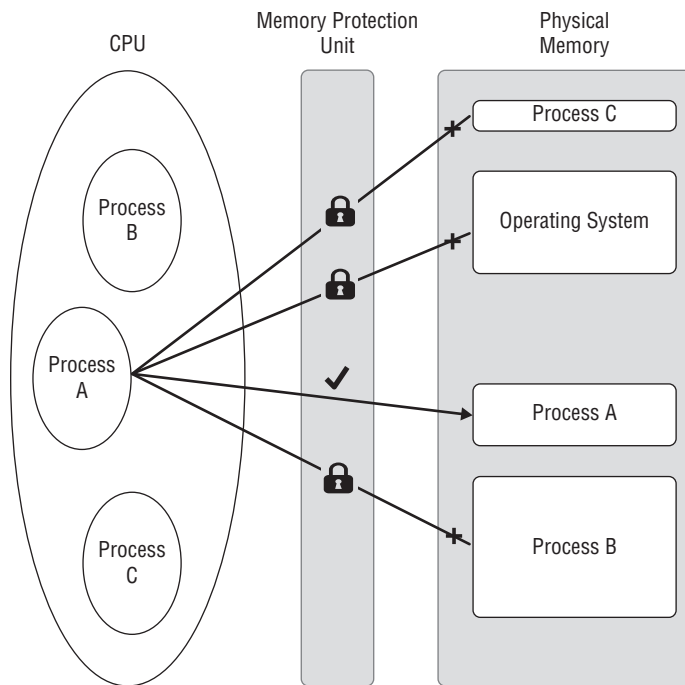 CPU
Memory Protection
Unit
Physical
Memory
Process
B
Process
A
Process
C
Process C
Operating System
Process A
Process B